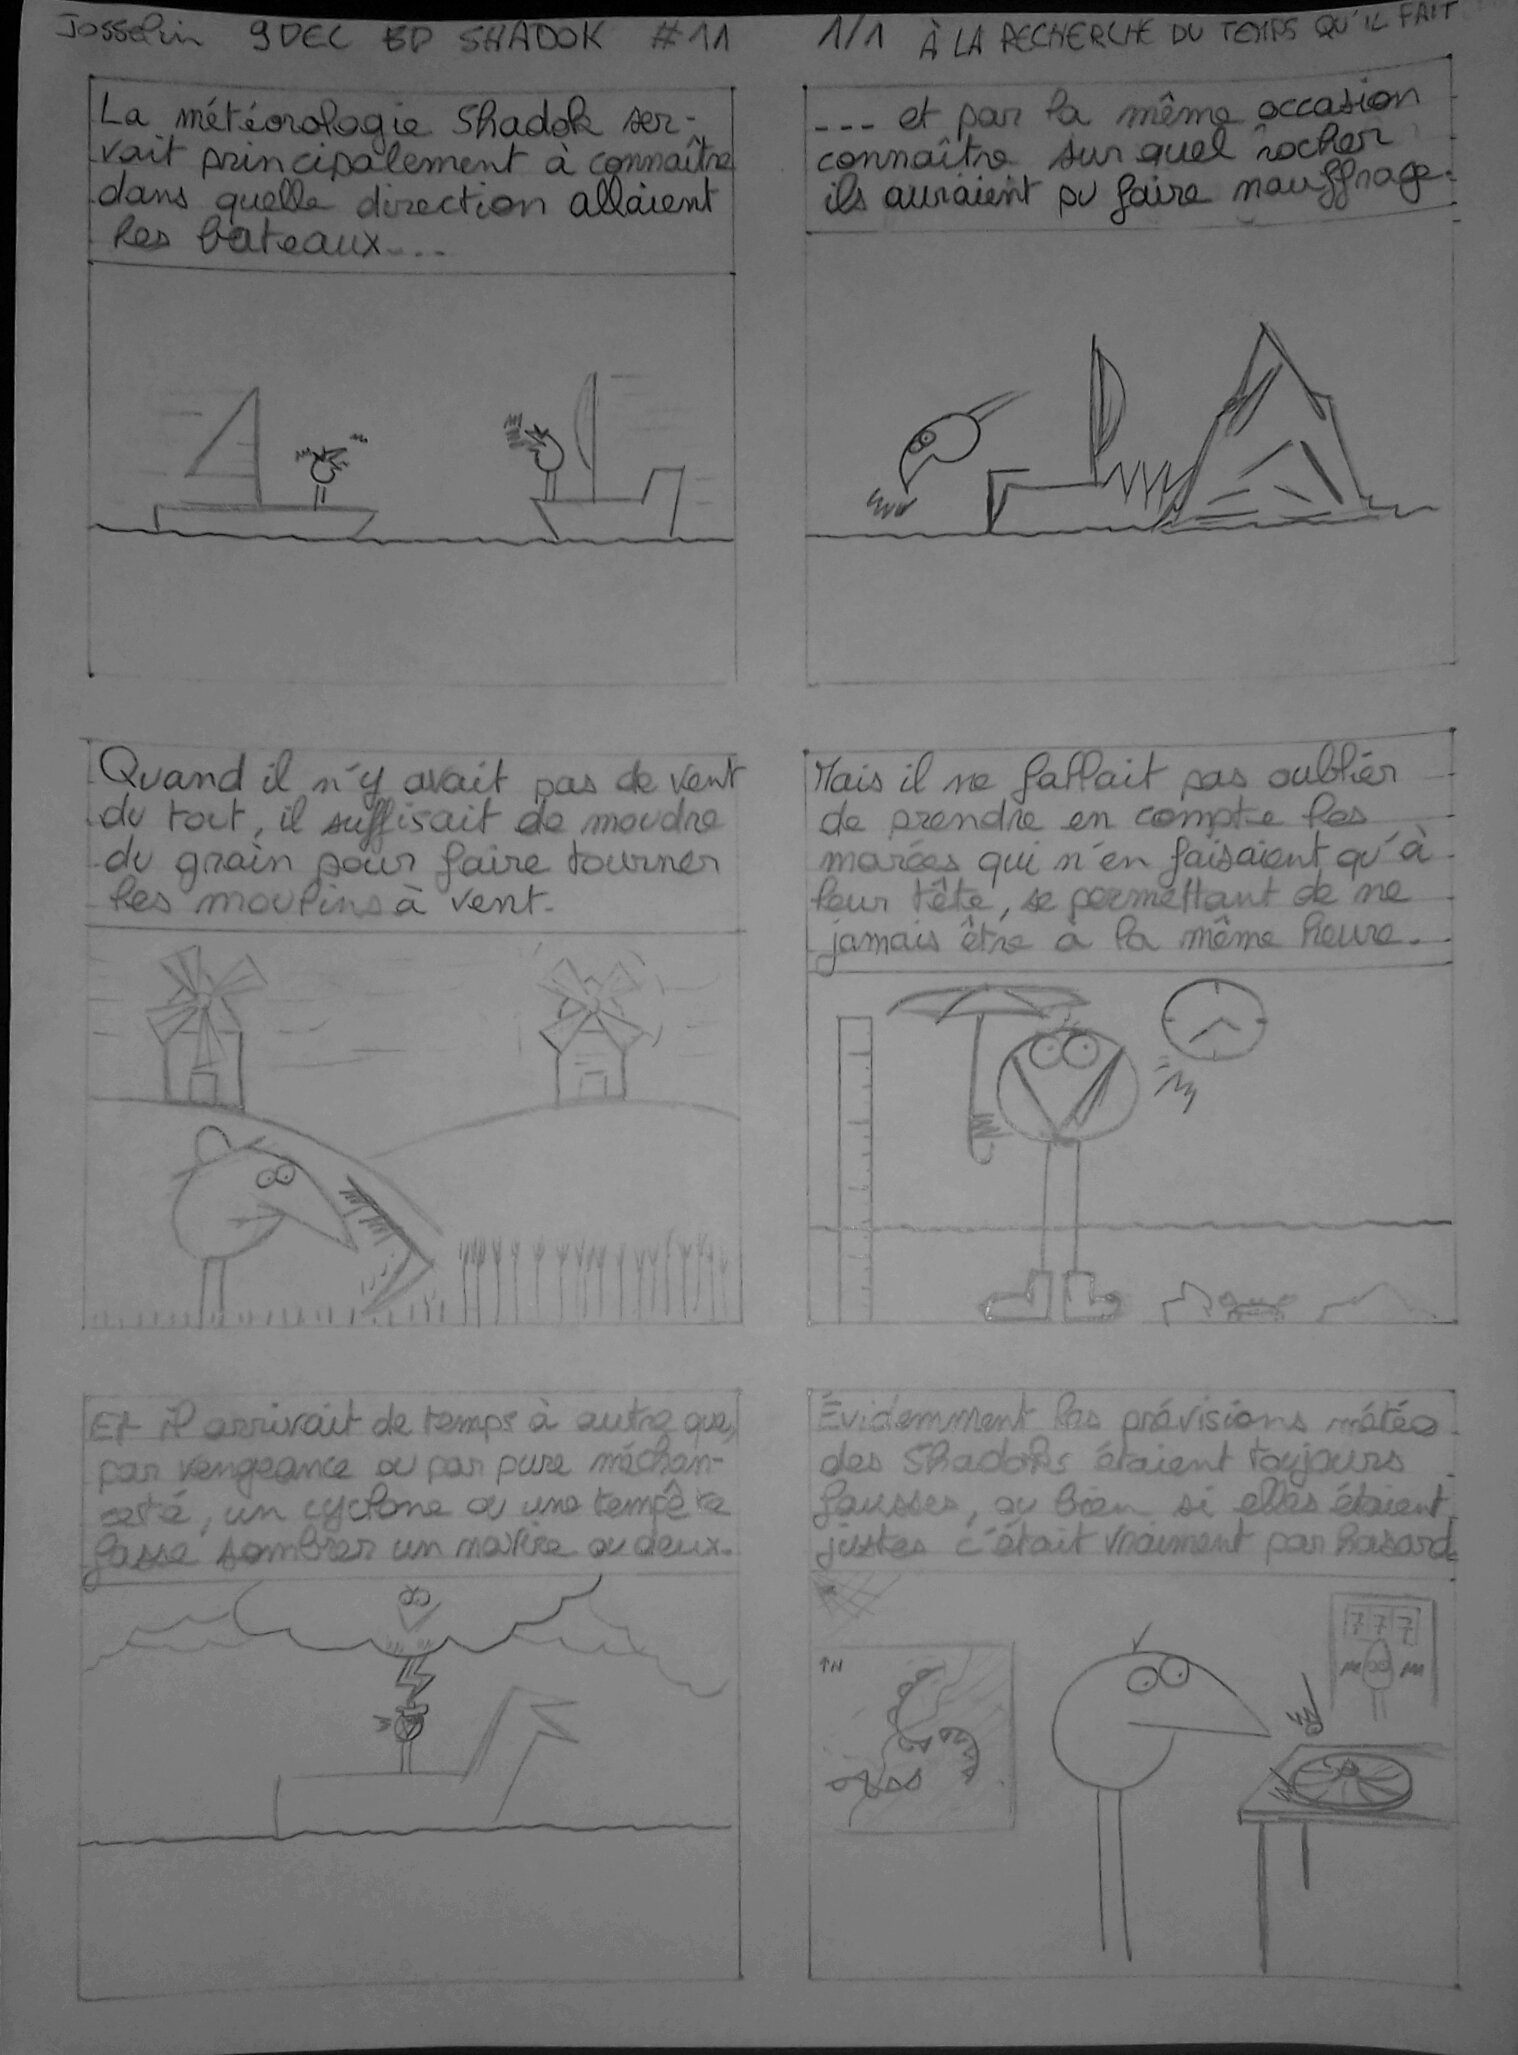 Josselin 9 DEC BD SHADOK #11 1/1 À LA RECHERCHE DU TEMPS QU'IL FAIT
La météorologie Shadok ser-
vait principalement à connaître
dans quelle direction allaient
les bateaux...
... et par la même occasion
connaître sur quel rocher
ils auraient pu faire nauffrage.
Quand il n'y avait pas de vent
du tout, il suffisait de moudre
du grain pour faire tourner
les moulins à vent.
Mais il ne fallait pas oublier
de prendre en compte les
marées qui n'en faisaient qu'à
leur tête, se permettant de ne
jamais être à la même heure.
Et il arrivait de temps à autre que,
par vengeance ou par pure méchan-
ceté, un cyclone ou une tempête
fasse sombrer un navire ou deux.
Évidemment les prévisions météo
des Shadoks étaient toujours
fausses, ou bien si elles étaient
justes c'était vraiment par hasard
↑N
777